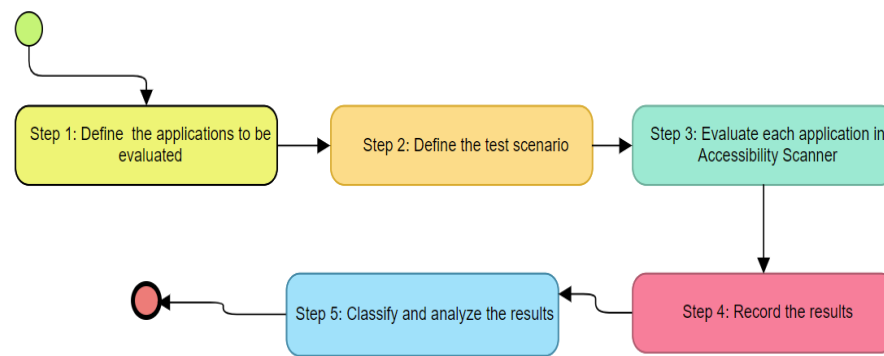 Step 1: Define the applications to be
evaluated
Step 2: Define the test scenario
Step 3: Evaluate each application in
Accessibility Scanner
Step 4: Record the results
Step 5: Classify and analyze the results